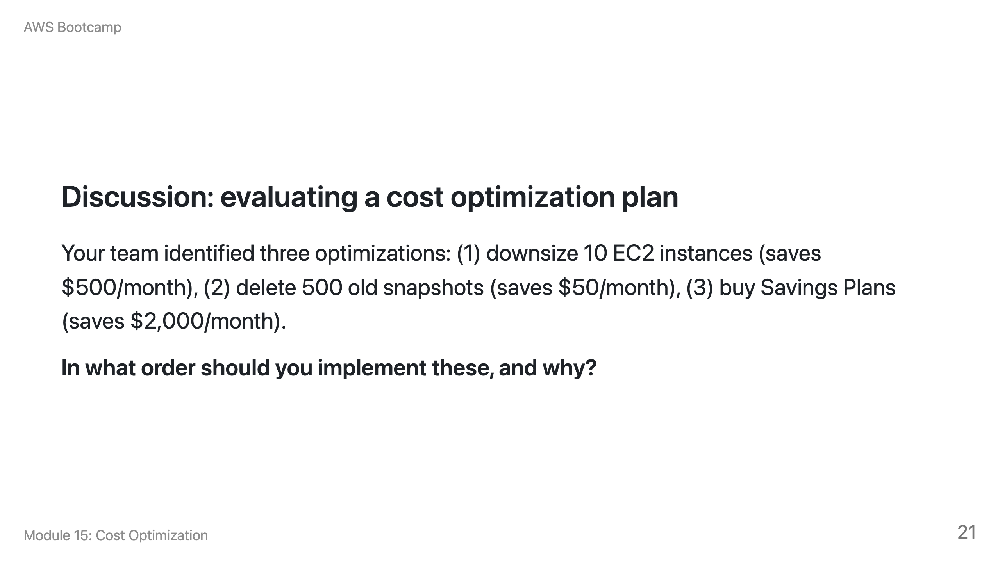 AWS Bootcamp
Discussion: evaluating a cost optimization plan
Your team identified three optimizations: (1) downsize 10 EC2 instances (saves
$500/month), (2) delete 500 old snapshots (saves $50/month), (3) buy Savings Plans
(saves $2,000/month).
In what order should you implement these, and why?
Module 15: Cost Optimization
21